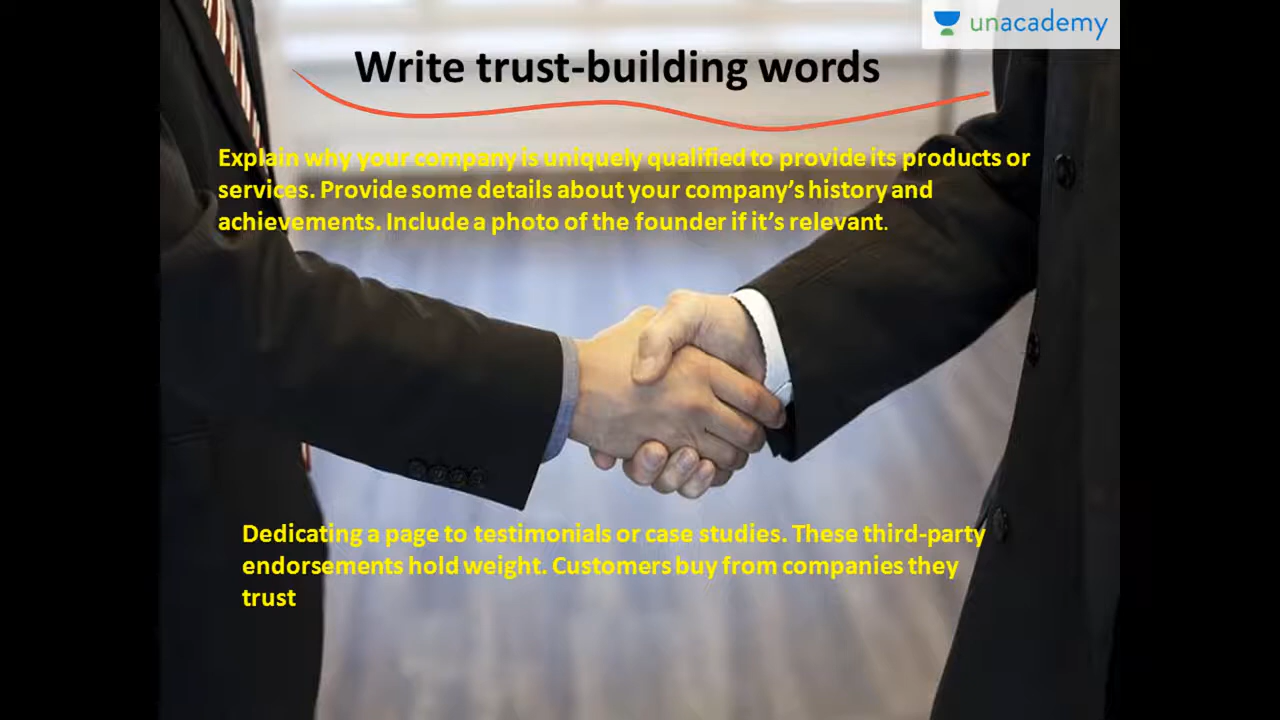 unacademy
Write trust-building words
Explain why your company is uniquely qualified to provide its products or
services. Provide some details about your company’s history and
achievements. Include a photo of the founder if it’s relevant.
Dedicating a page to testimonials or case studies. These third-party
endorsements hold weight. Customers buy from companies they
trust